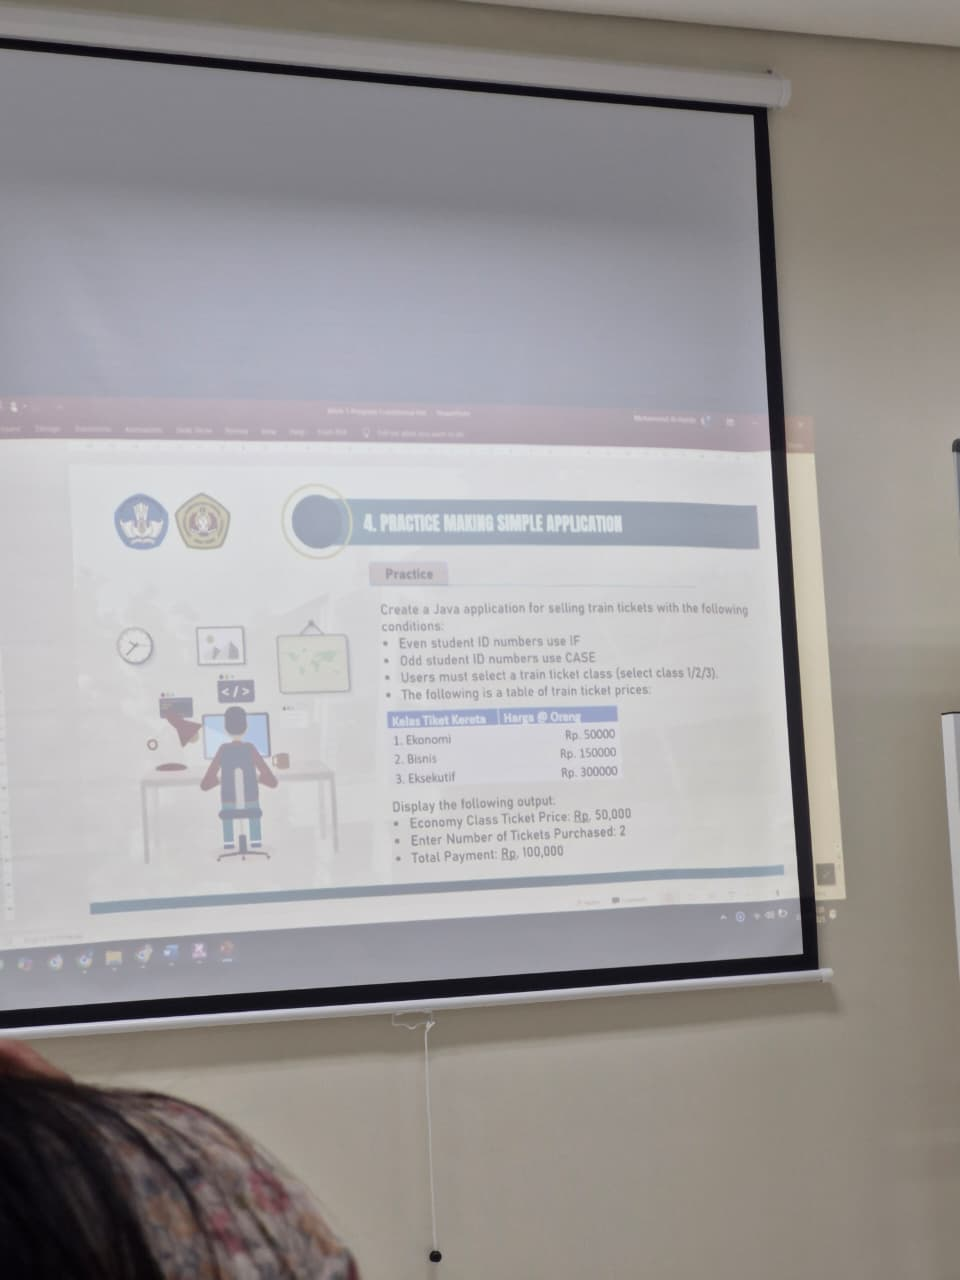 4. PRACTICE MAKING SIMPLE APPLICATION
Practice
Create a Java application for selling train tickets with the following
conditions:
• Even student ID numbers use IF
• Odd student ID numbers use CASE
• Users must select a train ticket class (select class 1/2/3).
• The following is a table of train ticket prices:
Kelas Tiket Kereta Harga @ Orang
1. Ekonomi Rp. 50000
2. Bisnis Rp. 150000
3. Eksekutif Rp. 300000
Display the following output:
• Economy Class Ticket Price: Rp. 50,000
• Enter Number of Tickets Purchased: 2
• Total Payment: Rp. 100,000